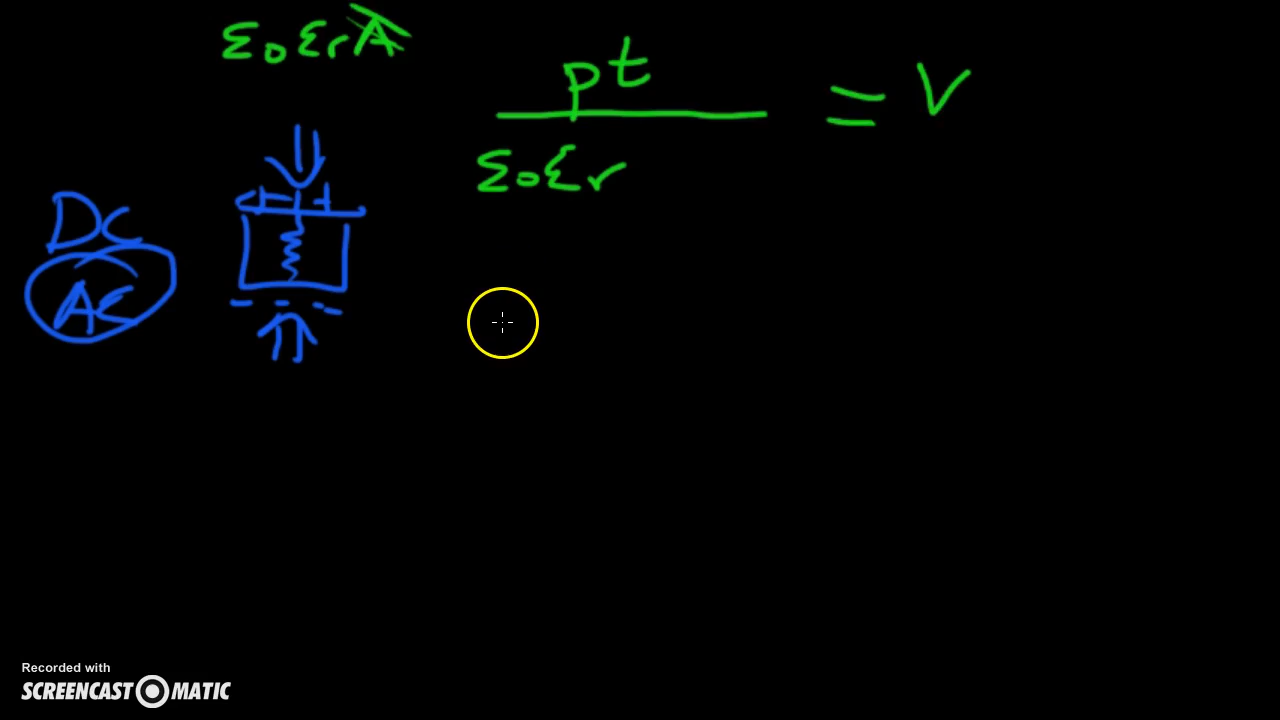 ε₀εrA
pt = V
ε₀εr
DC
AC
Recorded with
SCREENCAST MATIC